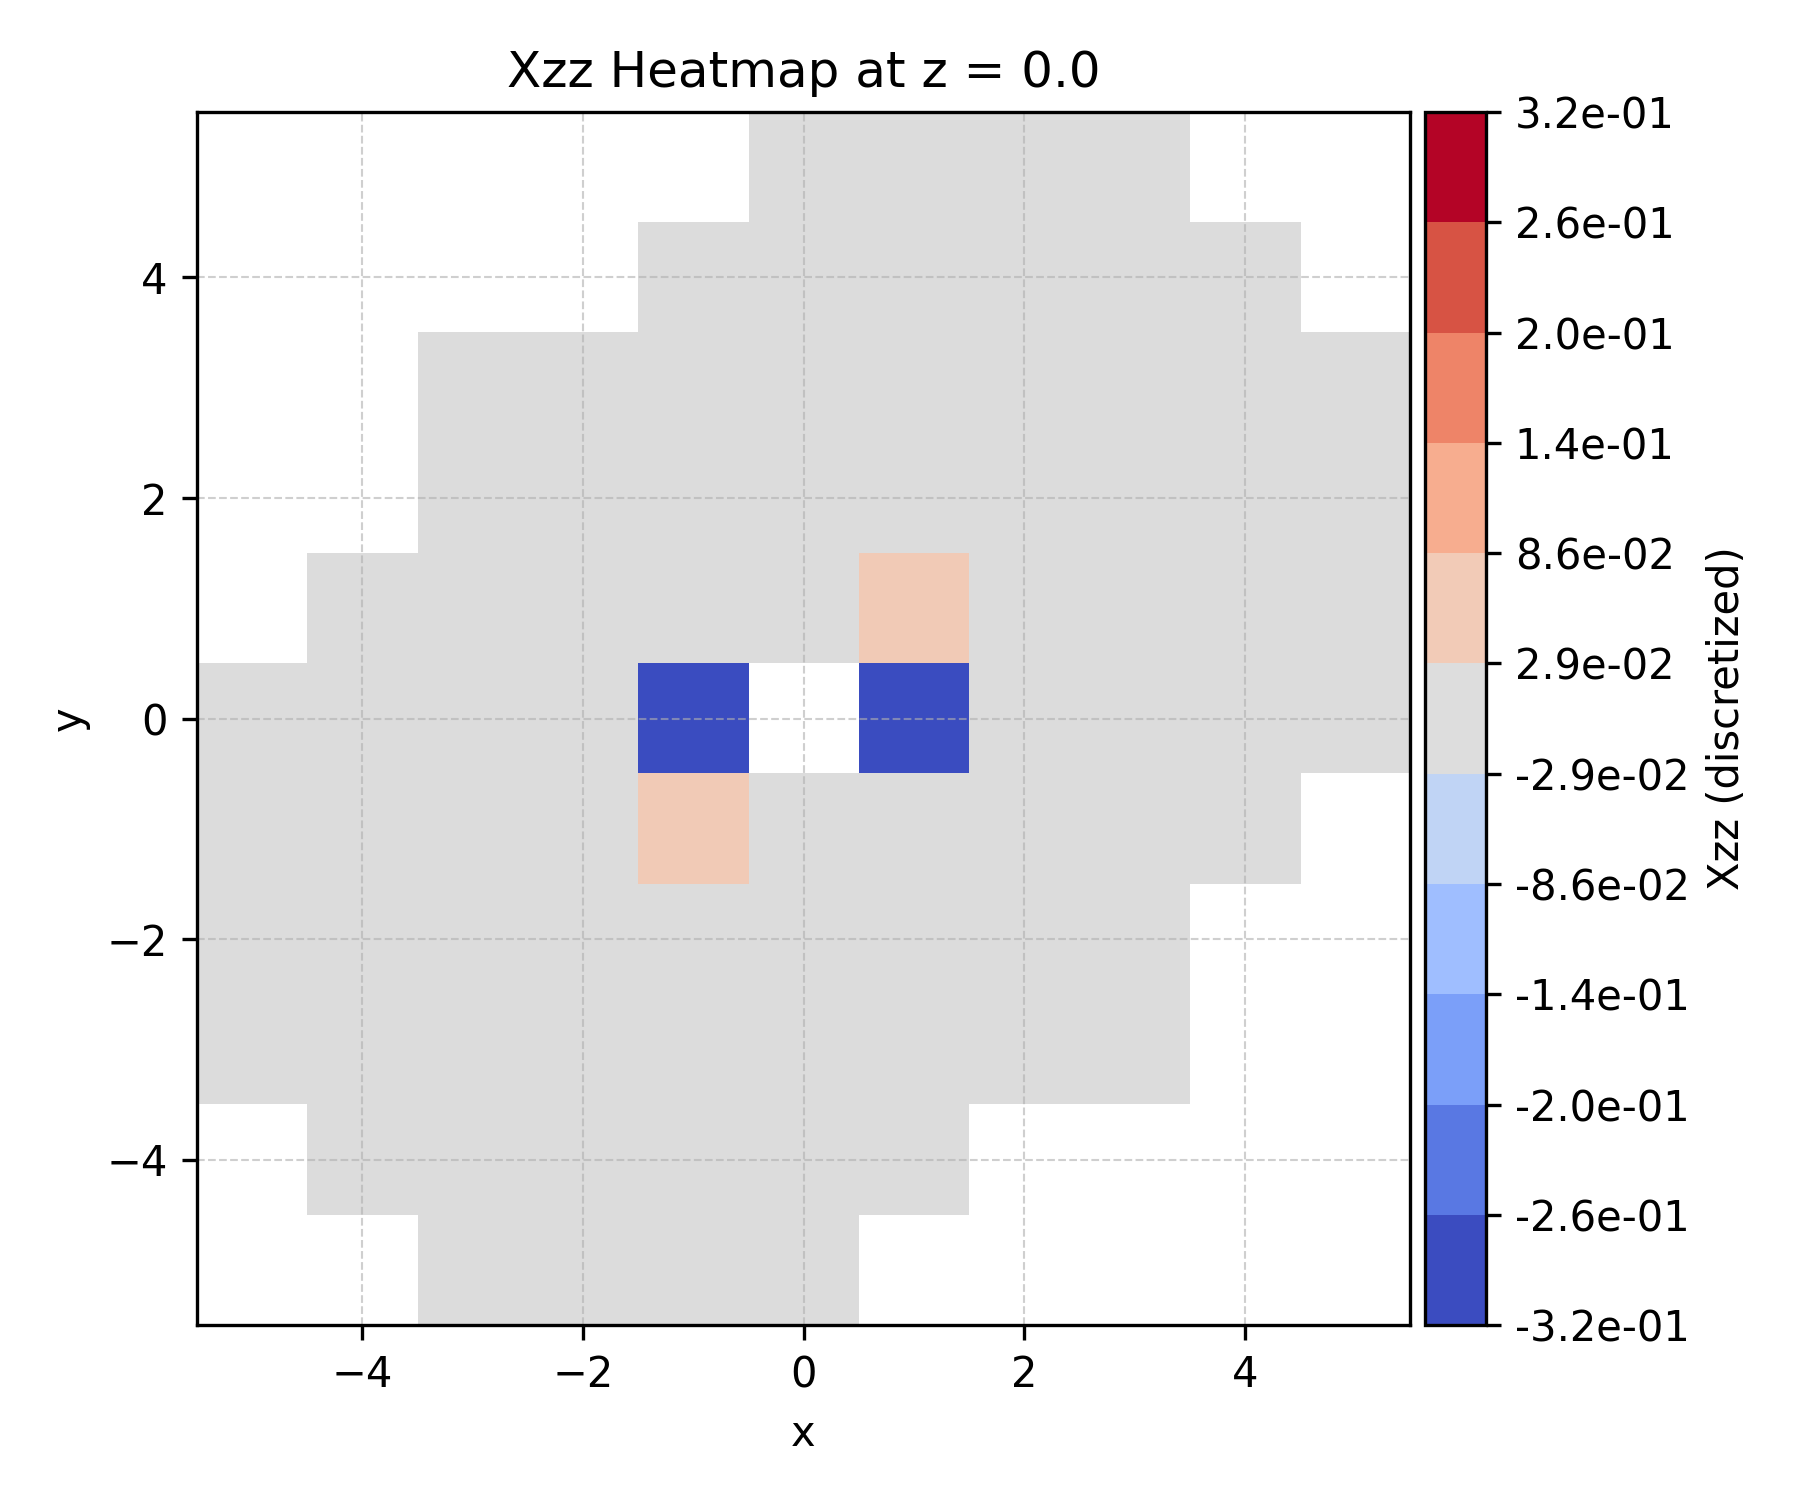 Xzz Heatmap at z = 0.0
4
2
0
−2
−4
y
−4
−2
0
2
4
x
3.2e-01
2.6e-01
2.0e-01
1.4e-01
8.6e-02
2.9e-02
-2.9e-02
-8.6e-02
-1.4e-01
-2.0e-01
-2.6e-01
-3.2e-01
Xzz (discretized)